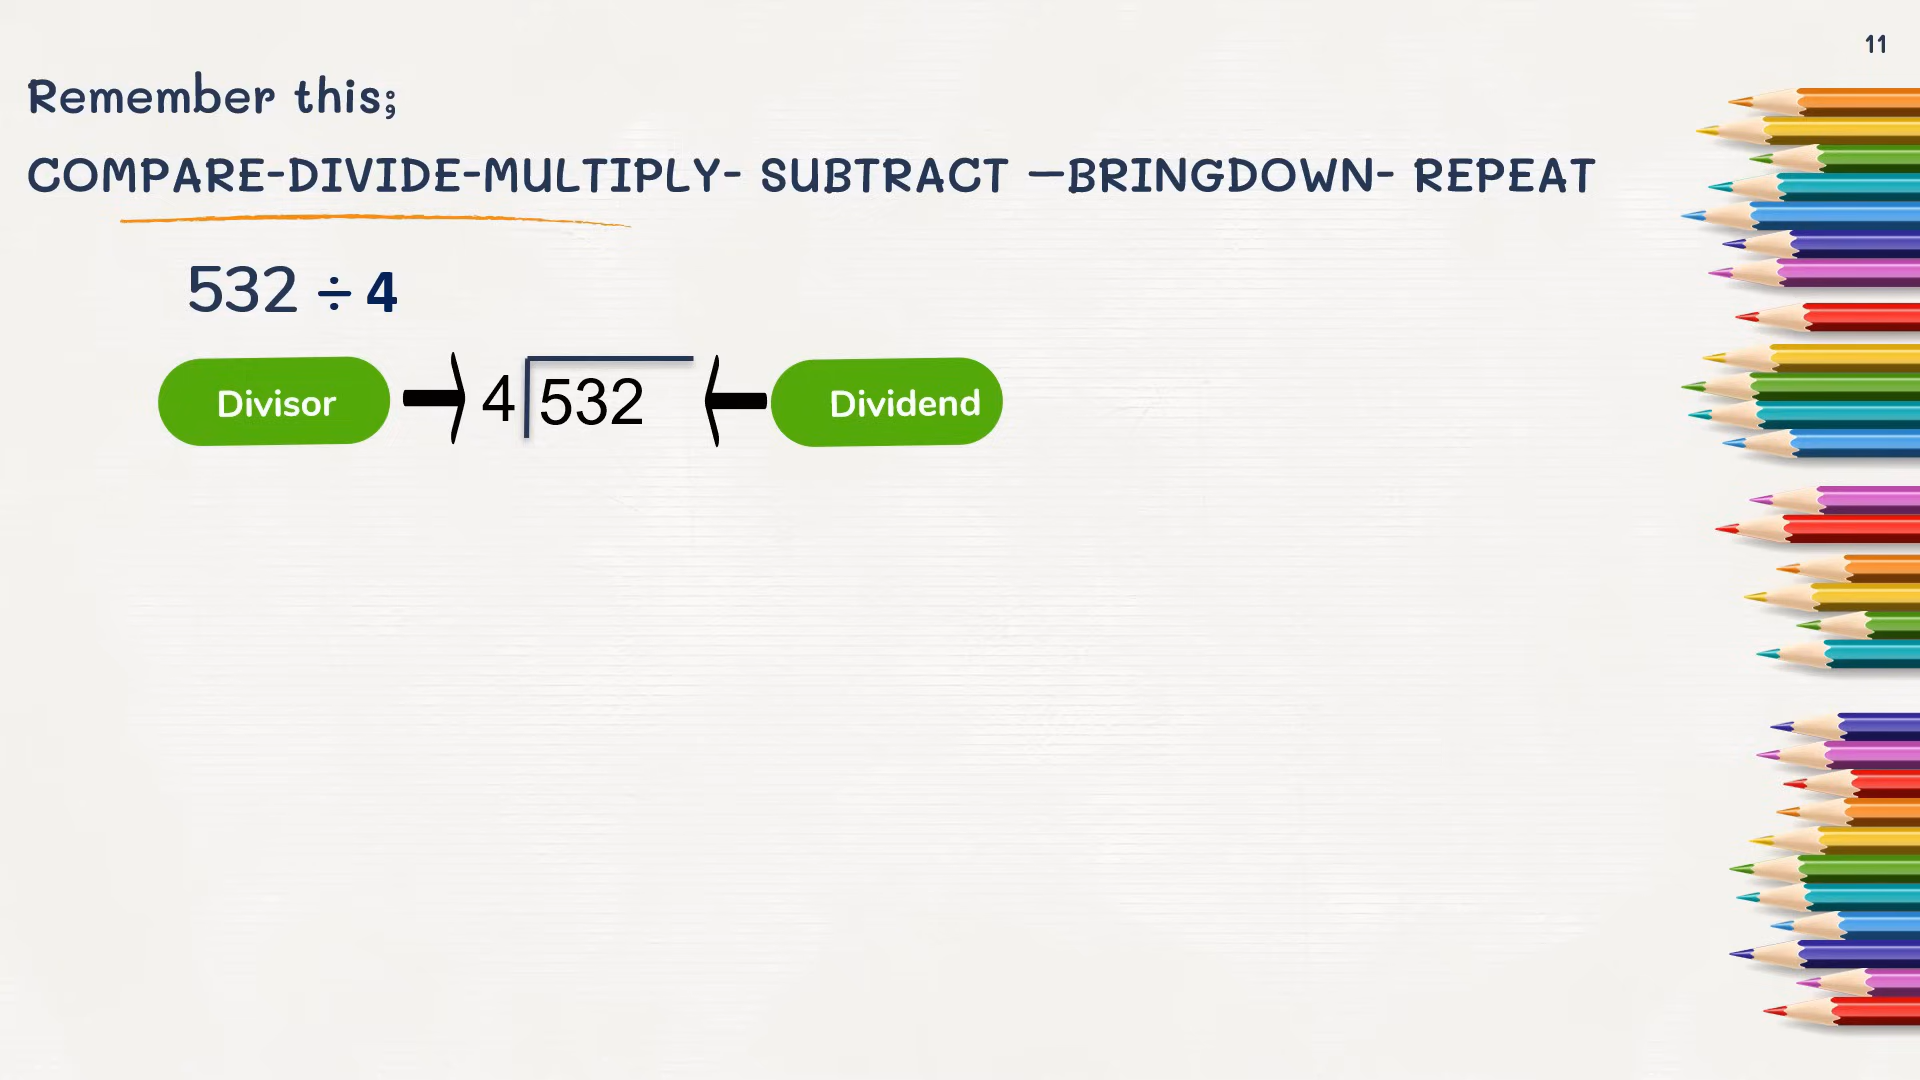 11
Remember this;
COMPARE-DIVIDE-MULTIPLY- SUBTRACT –BRINGDOWN- REPEAT
532 ÷ 4
Divisor 4 532 Dividend